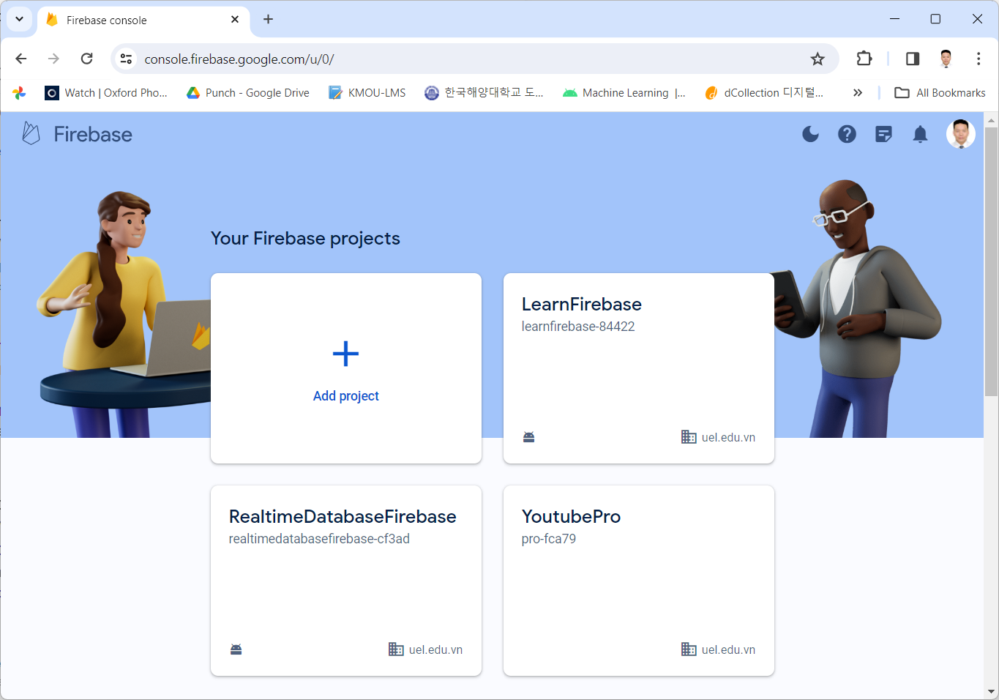 Firebase console
console.firebase.google.com/u/0/
Watch | Oxford Pho...
Punch - Google Drive
KMOU-LMS
한국해양대학교 도...
Machine Learning |...
dCollection 디지털...
All Bookmarks
Firebase
Your Firebase projects
Add project
LearnFirebase
learnfirebase-84422
uel.edu.vn
RealtimeDatabaseFirebase
realtimedatabasefirebase-cf3ad
uel.edu.vn
YoutubePro
pro-fca79
uel.edu.vn